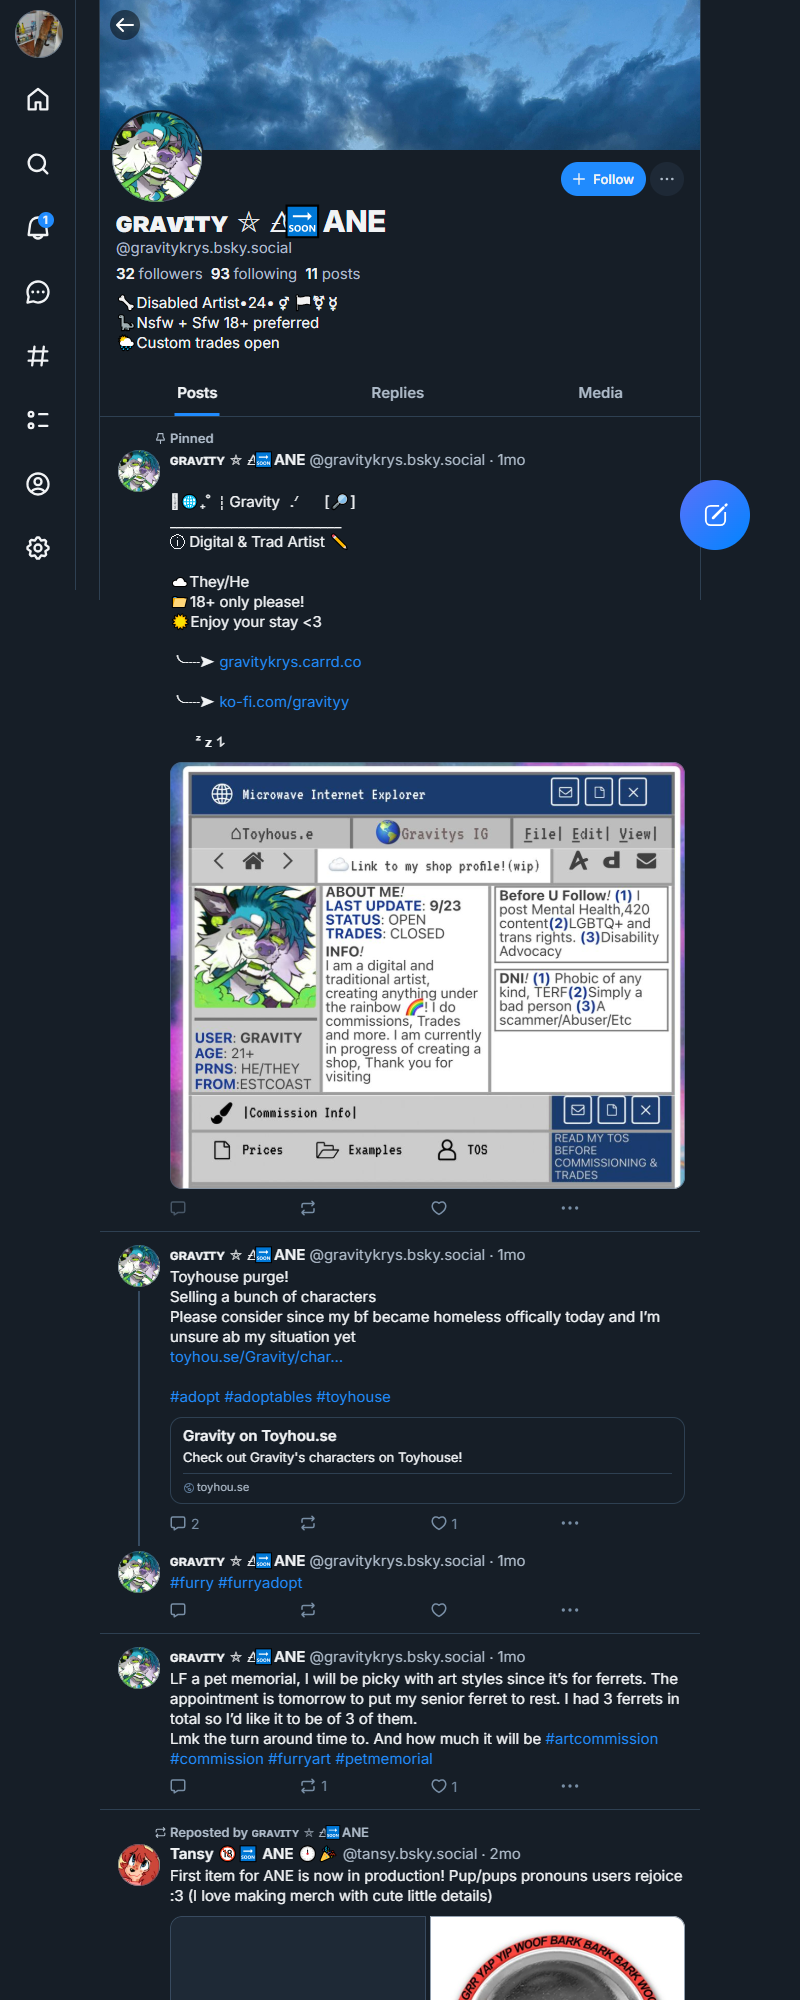 1
+ Follow
GRAVITY ⛤ ⚠🔜 ANE
@gravitykrys.bsky.social
32 followers 93 following 11 posts
🦴Disabled Artist•24• ⚥ 🏳⚧☿
🦕Nsfw + Sfw 18+ preferred
🌦Custom trades open
Posts Replies Media
Pinned
GRAVITY ⛤ 🔜 ANE @gravitykrys.bsky.social · 1mo
🌐₊˚ ¦ Gravity .ᐟ [🔎]
ⓘ Digital & Trad Artist ✏️
☁️They/He
📁18+ only please!
☀️Enjoy your stay <3
╰┈➤ gravitykrys.carrd.co
╰┈➤ ko-fi.com/gravityy
ᶻ z
Microwave Internet Explorer
⌂Toyhous.e
Gravitys IG
File| Edit| View|
Link to my shop profile!(wip)
ABOUT ME!
LAST UPDATE: 9/23
STATUS: OPEN
TRADES: CLOSED
INFO!
I am a digital and
traditional artist,
creating anything under
the rainbow 🌈! I do
commissions, Trades
and more. I am currently
in progress of creating a
shop, Thank you for
visiting
Before U Follow! (1) I
post Mental Health,420
content(2)LGBTQ+ and
trans rights. (3)Disability
Advocacy
DNI! (1) Phobic of any
kind, TERF(2)Simply a
bad person (3)A
scammer/Abuser/Etc
USER: GRAVITY
AGE: 21+
PRNS: HE/THEY
FROM:ESTCOAST
|Commission Info|
Prices Examples TOS
READ MY TOS
BEFORE
COMMISSIONING &
TRADES
GRAVITY ⛤ 🔜 ANE @gravitykrys.bsky.social · 1mo
Toyhouse purge!
Selling a bunch of characters
Please consider since my bf became homeless offically today and I’m
unsure ab my situation yet
toyhou.se/Gravity/char...
#adopt #adoptables #toyhouse
Gravity on Toyhou.se
Check out Gravity's characters on Toyhouse!
toyhou.se
2 1
GRAVITY ⛤ 🔜 ANE @gravitykrys.bsky.social · 1mo
#furry #furryadopt
GRAVITY ⛤ 🔜 ANE @gravitykrys.bsky.social · 1mo
LF a pet memorial, I will be picky with art styles since it’s for ferrets. The
appointment is tomorrow to put my senior ferret to rest. I had 3 ferrets in
total so I’d like it to be of 3 of them.
Lmk the turn around time to. And how much it will be #artcommission
#commission #furryart #petmemorial
1 1
Reposted by GRAVITY ⛤ 🔜 ANE
Tansy 🔞 🔜 ANE 🕛 🎉 @tansy.bsky.social · 2mo
First item for ANE is now in production! Pup/pups pronouns users rejoice
:3 (I love making merch with cute little details)
GRR YAP YIP WOOF BARK BARK BARK WOOF